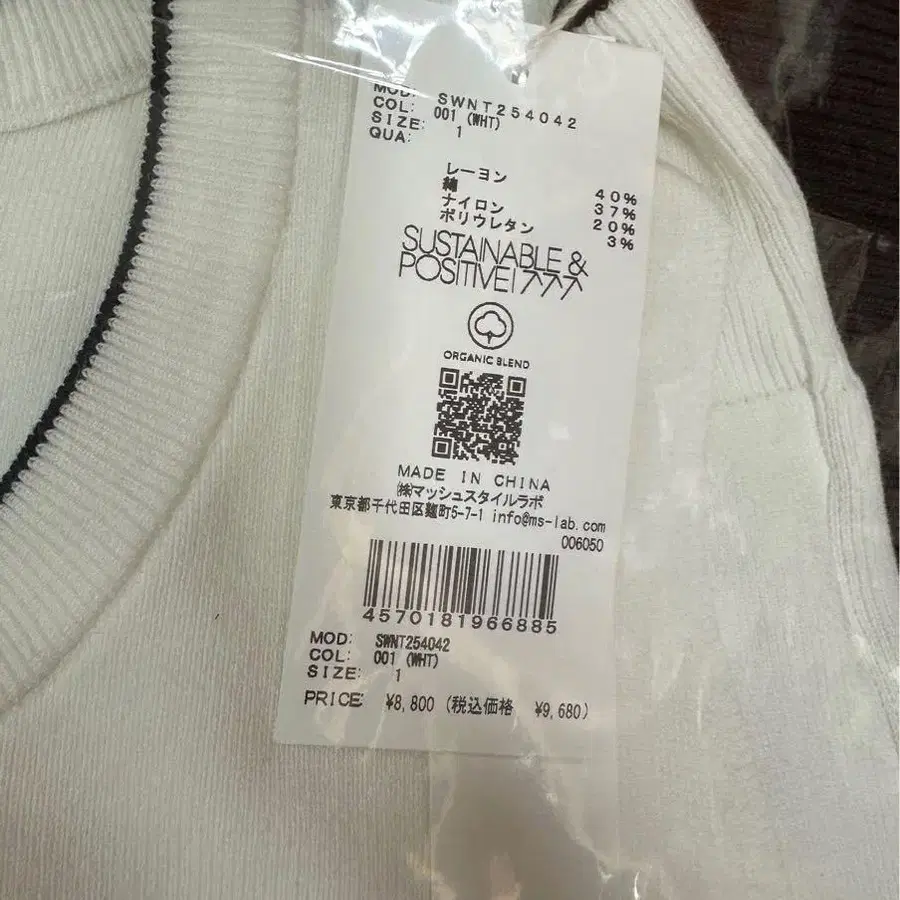 MOD: SWNT254042
COL: 001 (WHT)
SIZE: 1
QUA:
レーヨン 40%
綿 37%
ナイロン 20%
ポリウレタン 3%
SUSTAINABLE &
POSITIVE!
ORGANIC BLEND
MADE IN CHINA
㈱マッシュスタイルラボ
東京都千代田区麹町5-7-1 info@ms-lab.com
006050
4570181966885
MOD: SWNT254042
COL: 001 (WHT)
SIZE: 1
PRICE: ¥8,800 (税込価格 ¥9,680)